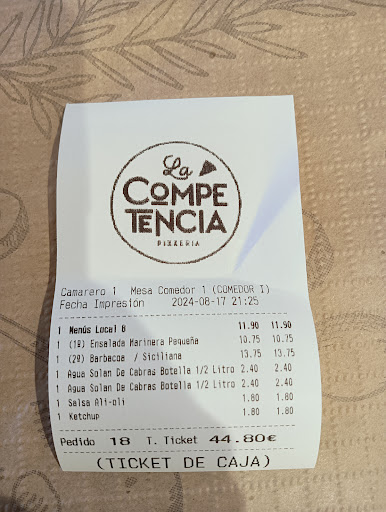 La
COMPE
TENCIA
PIZZERIA
Camarero 1 Mesa Comedor 1 (COMEDOR I)
Fecha Impresión 2024-08-17 21:25
1 Menús Local 8 11.90 11.90
1 (1º) Ensalada Marinera Pequeña 10.75 10.75
1 (2º) Barbacoa / Siciliana 13.75 13.75
1 Agua Solan De Cabras Botella 1/2 Litro 2.40 2.40
1 Agua Solan De Cabras Botella 1/2 Litro 2.40 2.40
1 Salsa Ali-oli 1.80 1.80
1 Ketchup 1.80 1.80
Pedido 18 T. Ticket 44.80€
(TICKET DE CAJA)